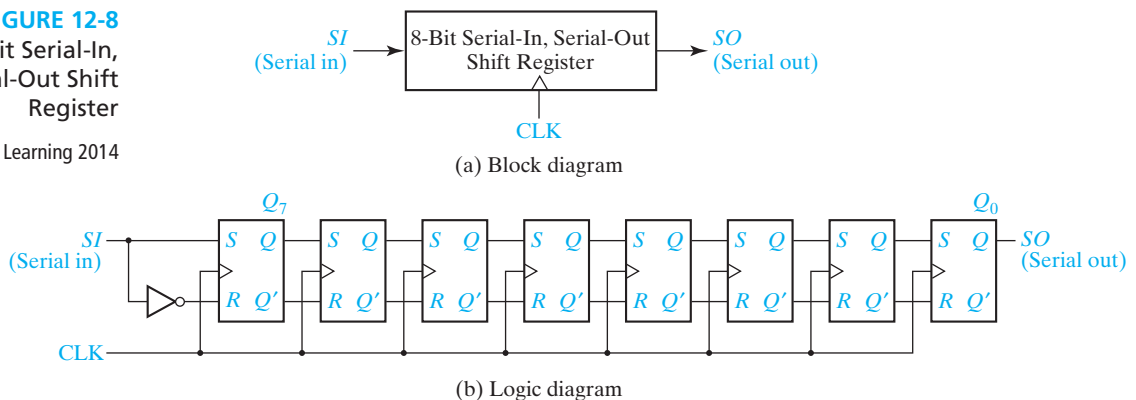 GURE 12-8
it Serial-In,
al-Out Shift
Register
Learning 2014
SI
(Serial in)
8-Bit Serial-In, Serial-Out
Shift Register
SO
(Serial out)
CLK
(a) Block diagram
Q7 Q0
SI
(Serial in)
S Q S Q S Q S Q S Q S Q S Q S Q
SO
(Serial out)
R Q′ R Q′ R Q′ R Q′ R Q′ R Q′ R Q′ R Q′
CLK
(b) Logic diagram